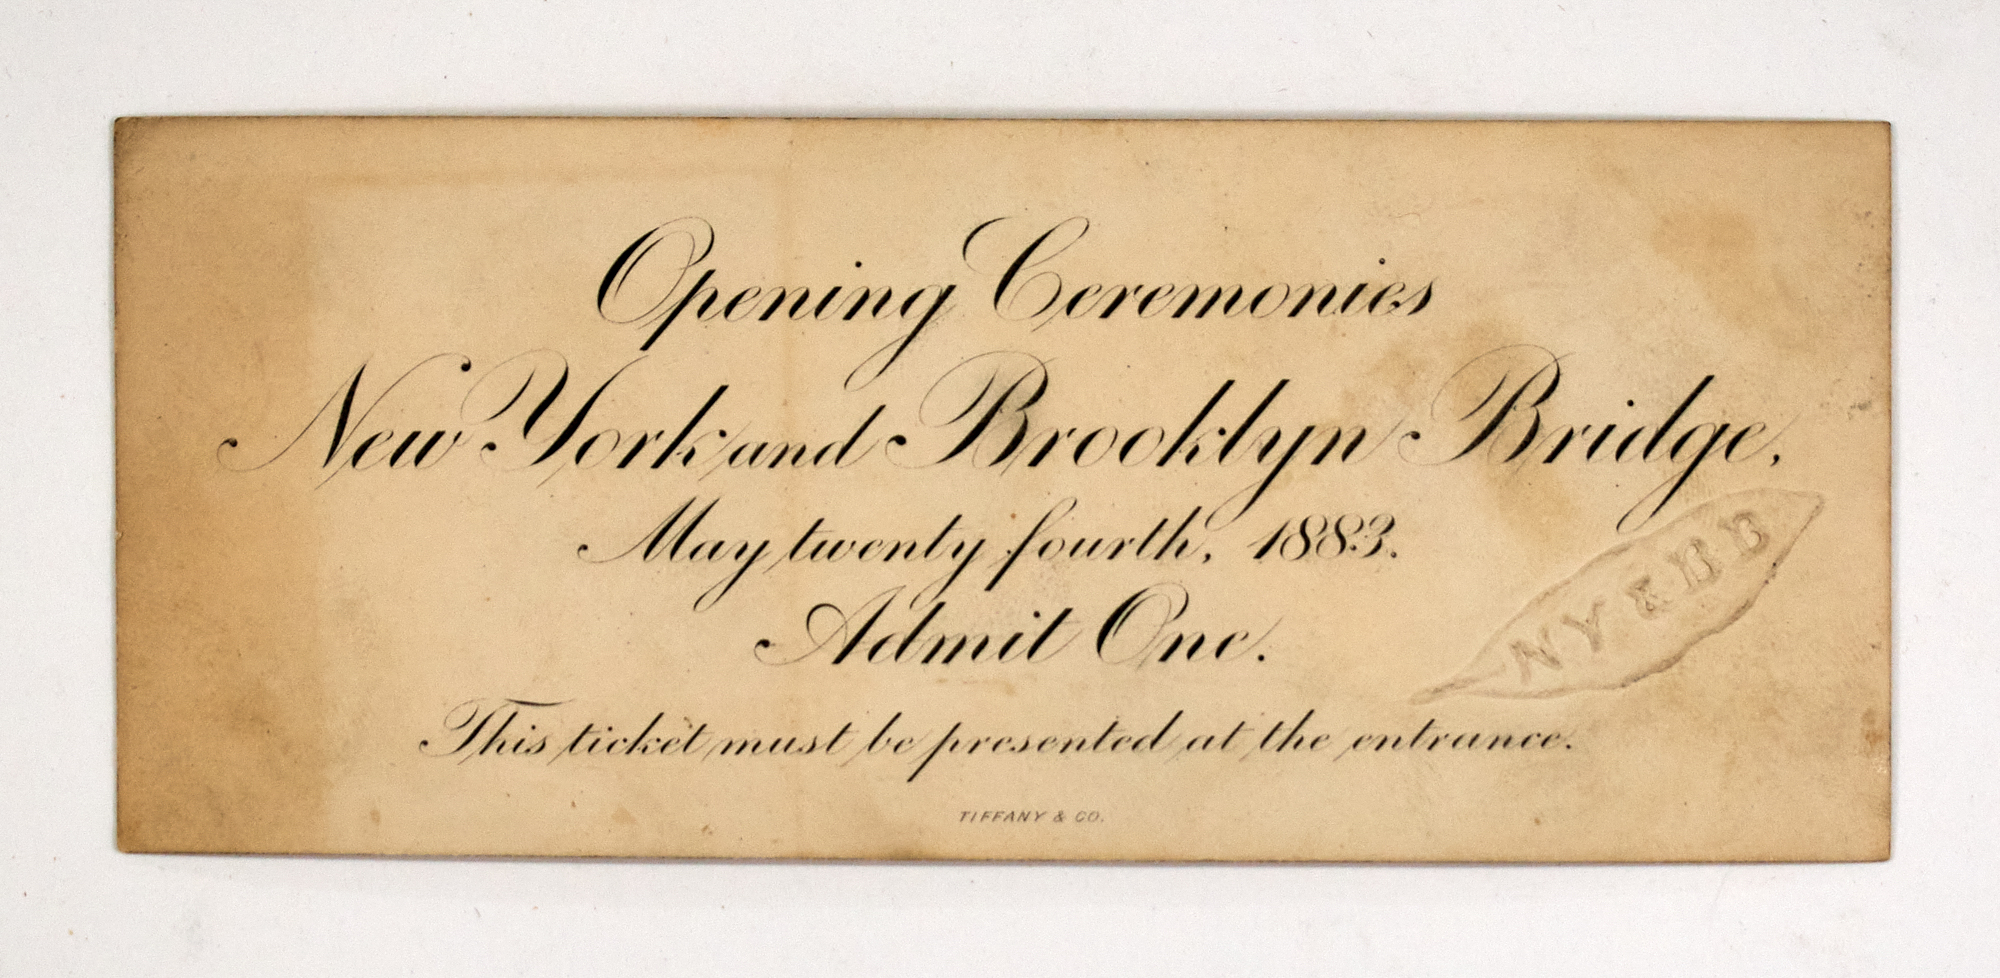 Opening Ceremonies
New York and Brooklyn Bridge,
May twenty fourth, 1883.
Admit One.
NY & BB
This ticket must be presented at the entrance.
TIFFANY & CO.